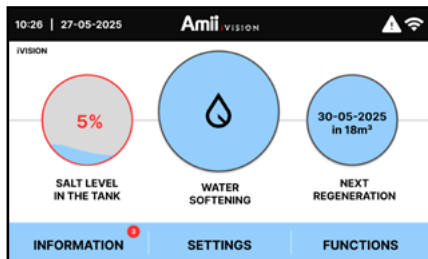 10:26 | 27-05-2025
Amii.VISION
iVISION
5%
30-05-2025
in 18m³
SALT LEVEL
IN THE TANK
WATER
SOFTENING
NEXT
REGENERATION
INFORMATION 3
SETTINGS
FUNCTIONS